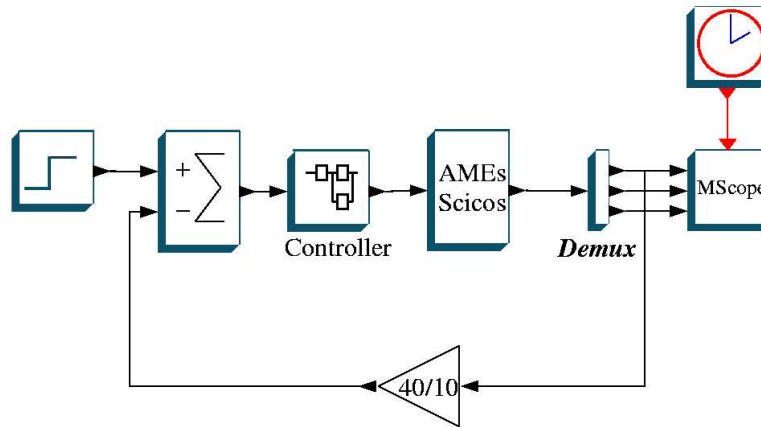 +
−
Controller
AMEs
Scicos
Demux
MScope
40/10